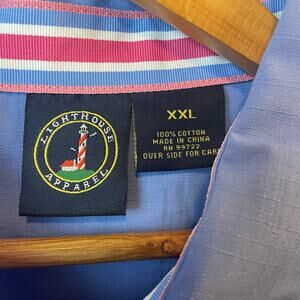 LIGHTHOUSE
APPAREL
XXL
100% COTTON
MADE IN CHINA
RN 99722
OVER SIDE FOR CARE